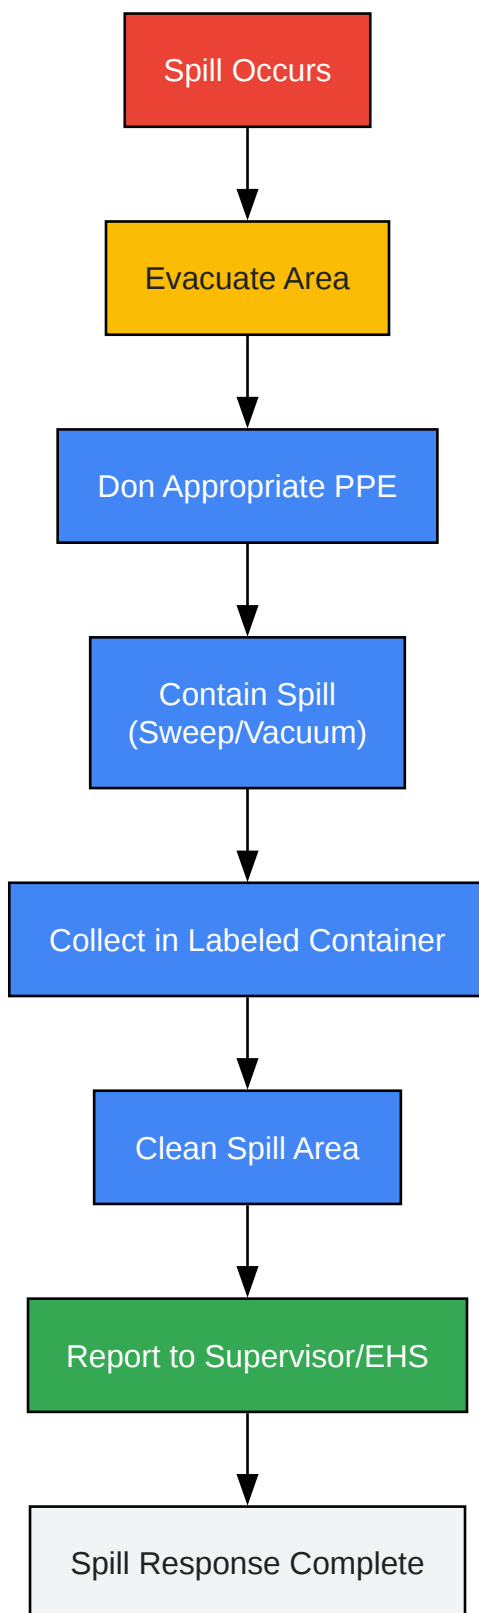 Spill Occurs
Evacuate Area
Don Appropriate PPE
Contain Spill
(Sweep/Vacuum)
Collect in Labeled Container
Clean Spill Area
Report to Supervisor/EHS
Spill Response Complete